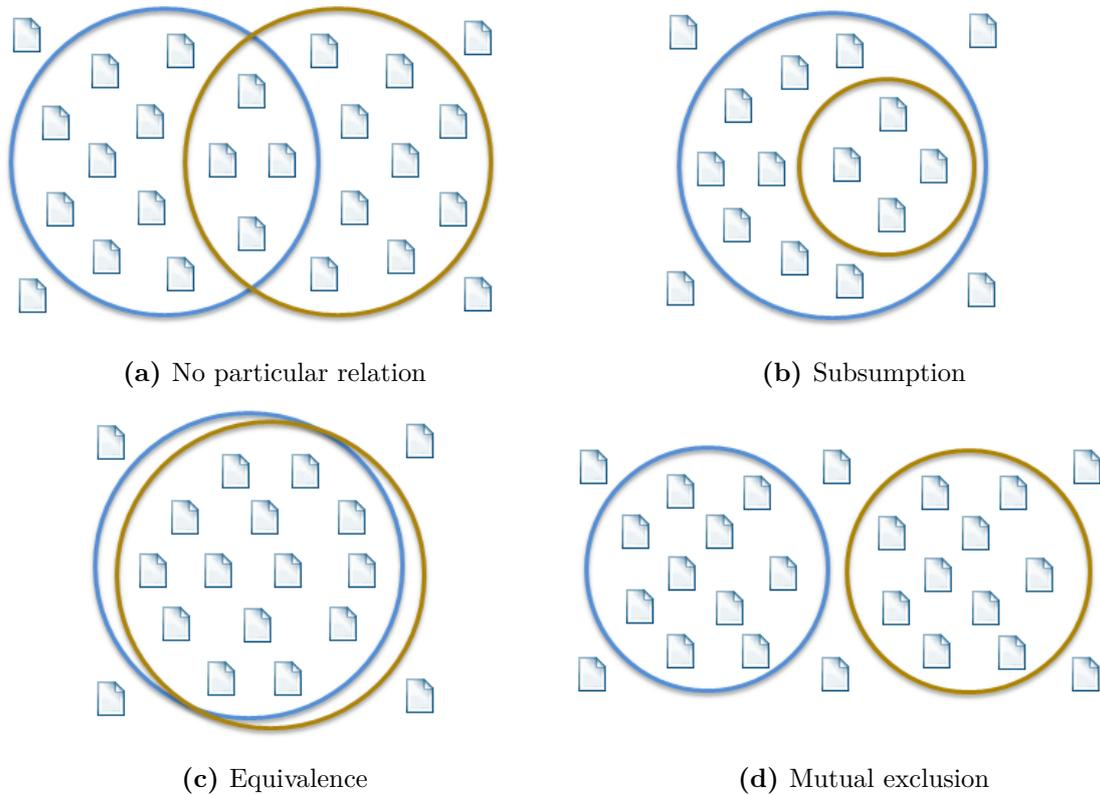 (a) No particular relation
(b) Subsumption
(c) Equivalence
(d) Mutual exclusion